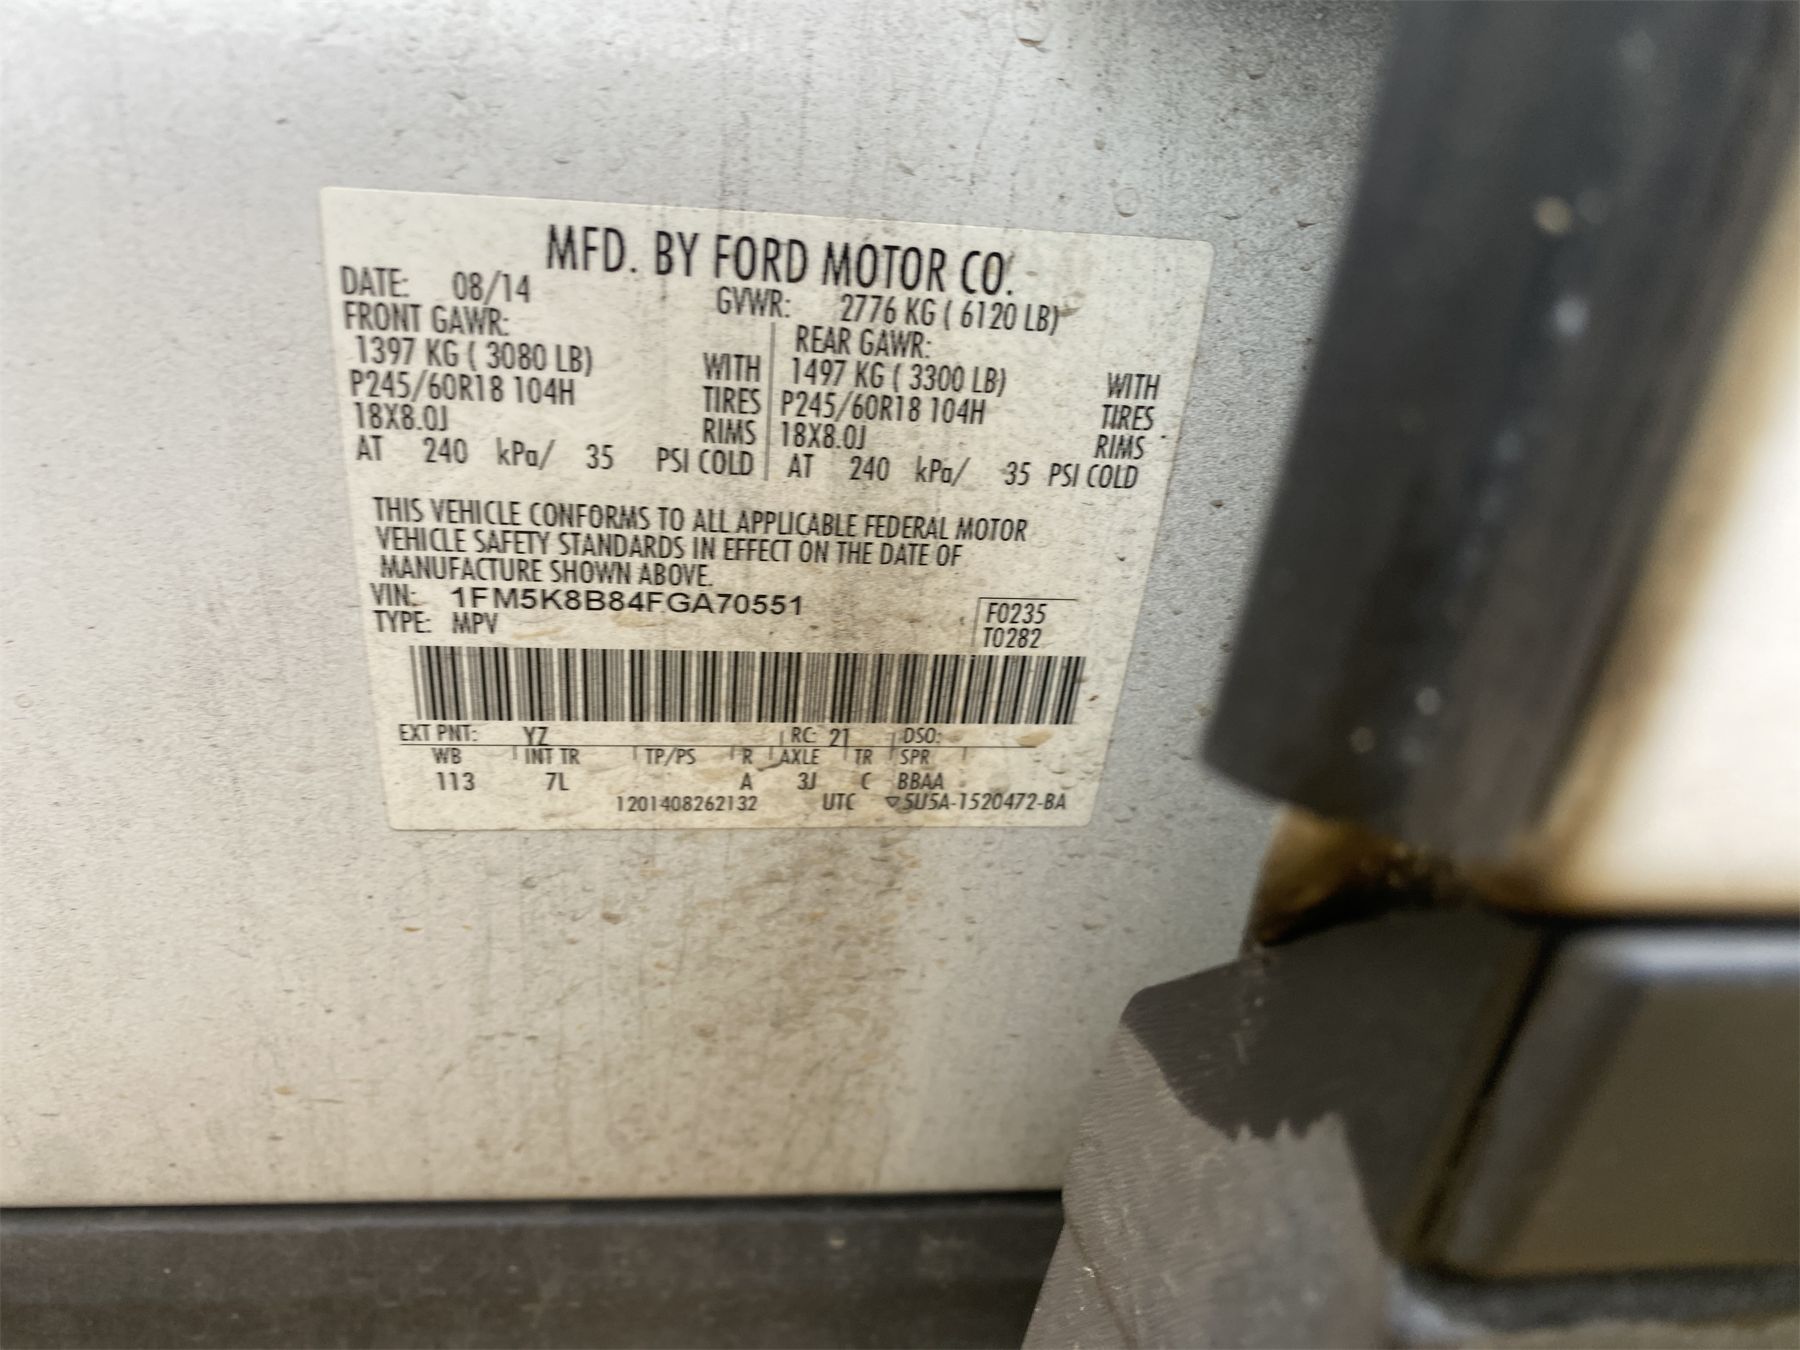 MFD. BY FORD MOTOR CO.
DATE: 08/14 GVWR: 2776 KG ( 6120 LB)
FRONT GAWR: REAR GAWR:
1397 KG ( 3080 LB) WITH 1497 KG ( 3300 LB) WITH
P245/60R18 104H TIRES P245/60R18 104H TIRES
18X8.0J RIMS 18X8.0J RIMS
AT 240 kPa/ 35 PSI COLD AT 240 kPa/ 35 PSI COLD
THIS VEHICLE CONFORMS TO ALL APPLICABLE FEDERAL MOTOR
VEHICLE SAFETY STANDARDS IN EFFECT ON THE DATE OF
MANUFACTURE SHOWN ABOVE.
VIN: 1FM5K8B84FGA70551 F0235
TYPE: MPV T0282
EXT PNT: YZ RC: 21 DSO:
WB INT TR TP/PS R AXLE TR SPR
113 7L A 3J C BBAA
1201408262132 UTC ▽5U5A-1520472-BA